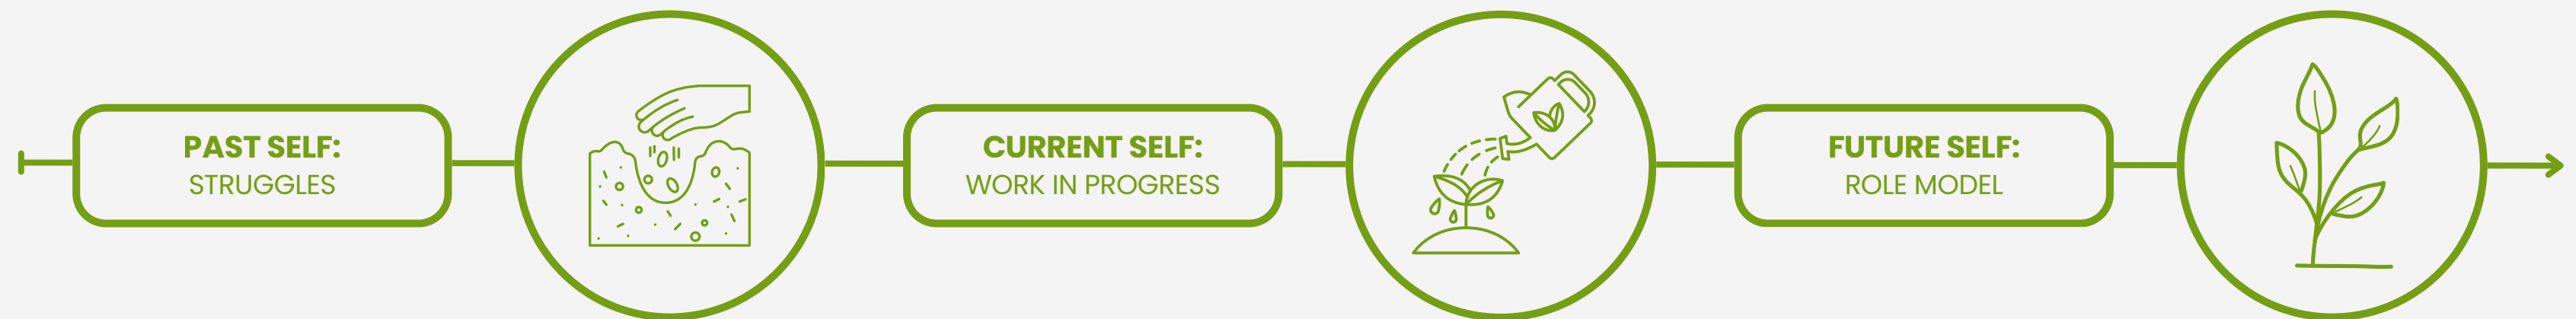 PAST SELF:
STRUGGLES
CURRENT SELF:
WORK IN PROGRESS
FUTURE SELF:
ROLE MODEL